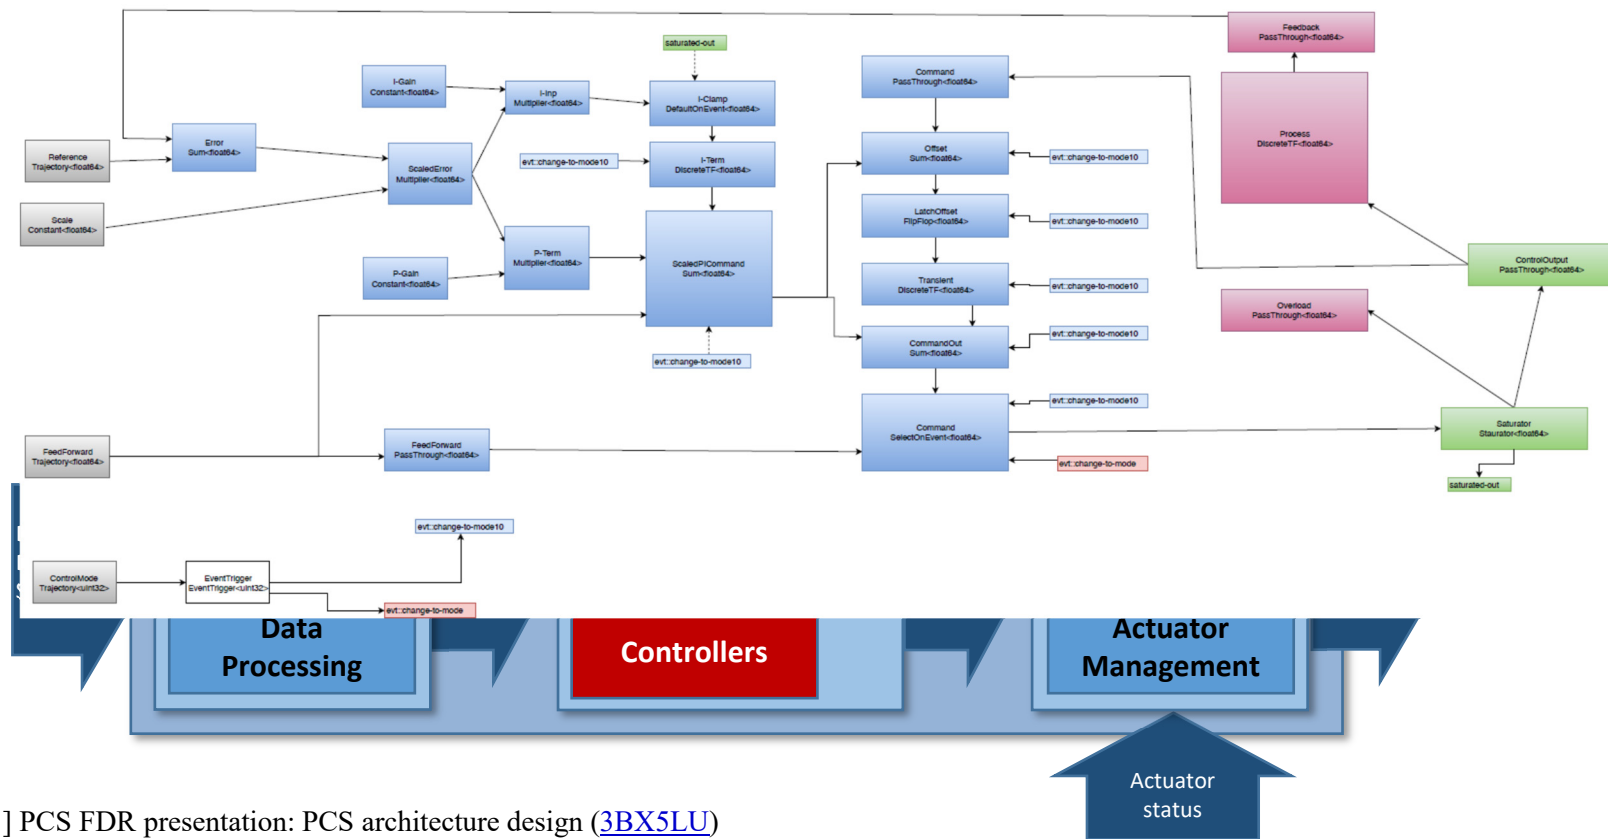 Feedback
PassThrough<float64>
saturated-out
I-Gain
Constant<float64>
I-Inp
Multiplier<float64>
I-Clamp
DefaultOnEvent<float64>
Command
PassThrough<float64>
Process
DiscreteTF<float64>
Error
Sum<float64>
Reference
Trajectory<float64>
ScaledError
Multiplier<float64>
evt::change-to-mode10
I-Term
DiscreteTF<float64>
Offset
Sum<float64>
evt::change-to-mode10
Scale
Constant<float64>
LatchOffset
FlipFlop<float64>
evt::change-to-mode10
P-Term
Multiplier<float64>
P-Gain
Constant<float64>
ScaledPICommand
Sum<float64>
ControlOutput
PassThrough<float64>
Transient
DiscreteTF<float64>
evt::change-to-mode10
Overload
PassThrough<float64>
CommandOut
Sum<float64>
evt::change-to-mode10
evt::change-to-mode10
evt::change-to-mode10
Command
SelectOnEvent<float64>
Saturator
Staurator<float64>
FeedForward
Trajectory<float64>
FeedForward
PassThrough<float64>
evt::change-to-mode
saturated-out
evt::change-to-mode10
ControlMode
Trajectory<uint32>
EventTrigger
EventTrigger<uint32>
evt::change-to-mode
Data
Processing
Controllers
Actuator
Management
Actuator
status
] PCS FDR presentation: PCS architecture design (3BX5LU)